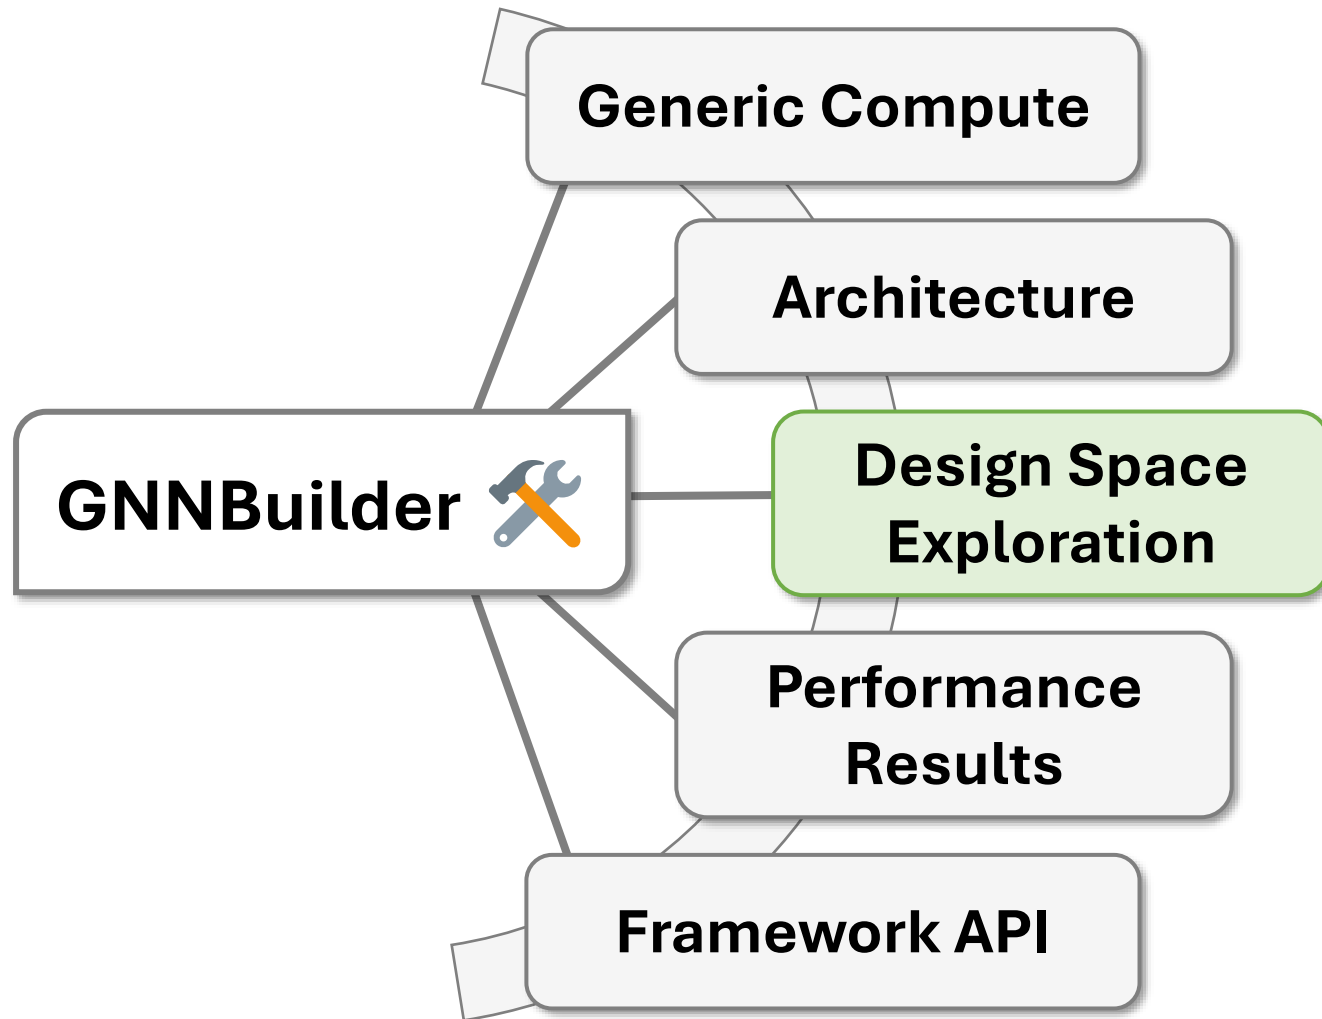 Generic Compute
Architecture
GNNBuilder
Design Space
Exploration
Performance
Results
Framework API